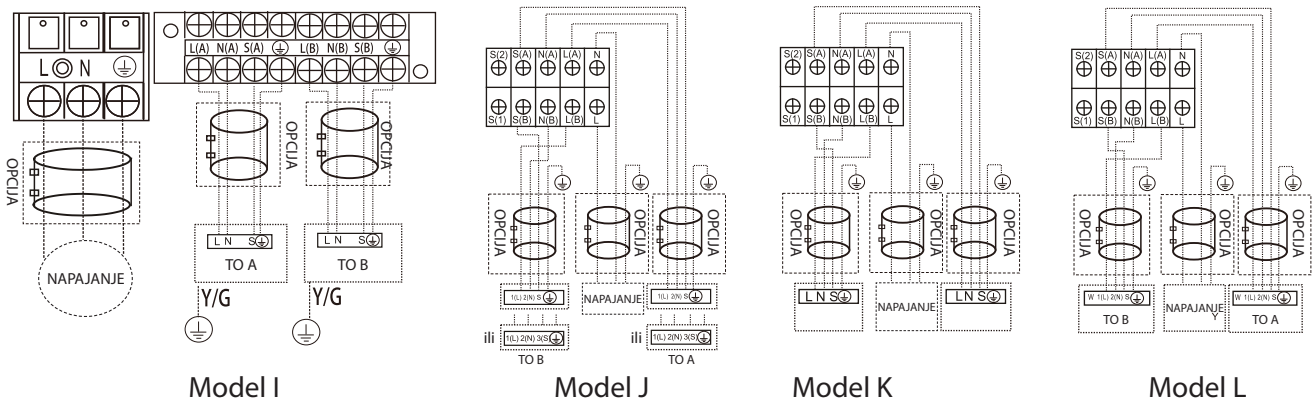 L N
L(A) N(A) S(A) L(B) N(B) S(B)
OPCIJA
OPCIJA
OPCIJA
NAPAJANJE
L N S
TO A
L N S
TO B
Y/G
Y/G
Model I
S(2) S(A) N(A) L(A) N
S(1) S(B) N(B) L(B) L
OPCIJA
OPCIJA
OPCIJA
1(L) 2(N) S
NAPAJANJE
1(L) 2(N) S
ili
1(L) 2(N) 3(S)
TO B
ili
1(L) 2(N) 3(S)
TO A
Model J
S(2) S(A) N(A) L(A) N
S(1) S(B) N(B) L(B) L
OPCIJA
OPCIJA
OPCIJA
L N S
NAPAJANJE
L N S
Model K
S(2) S(A) N(A) L(A) N
S(1) S(B) N(B) L(B) L
OPCIJA
OPCIJA
OPCIJA
W 1(L) 2(N) S
TO B
NAPAJANJE
Y
W 1(L) 2(N) S
TO A
Model L